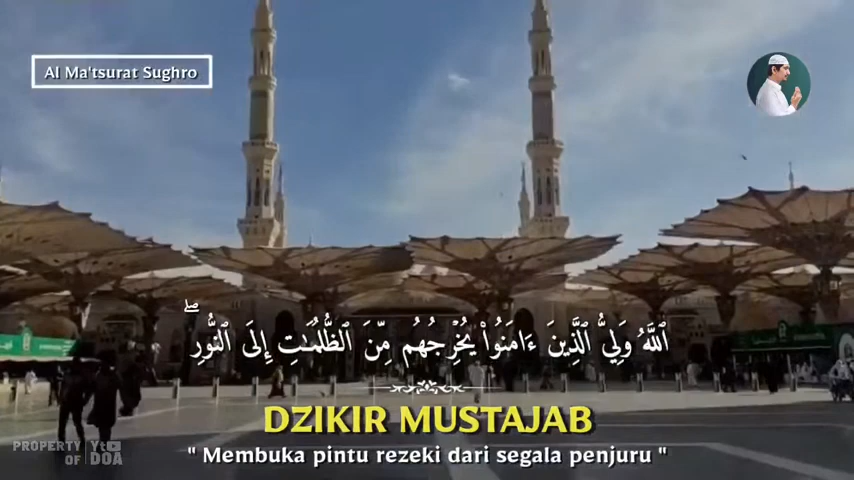 Al Ma'tsurat Sughro
ٱللَّهُ وَلِيُّ ٱلَّذِينَ ءَامَنُوا۟ يُخْرِجُهُم مِّنَ ٱلظُّلُمَـٰتِ إِلَى ٱلنُّورِ ۖ
DZIKIR MUSTAJAB
" Membuka pintu rezeki dari segala penjuru "
PROPERTY OF Yt DOA